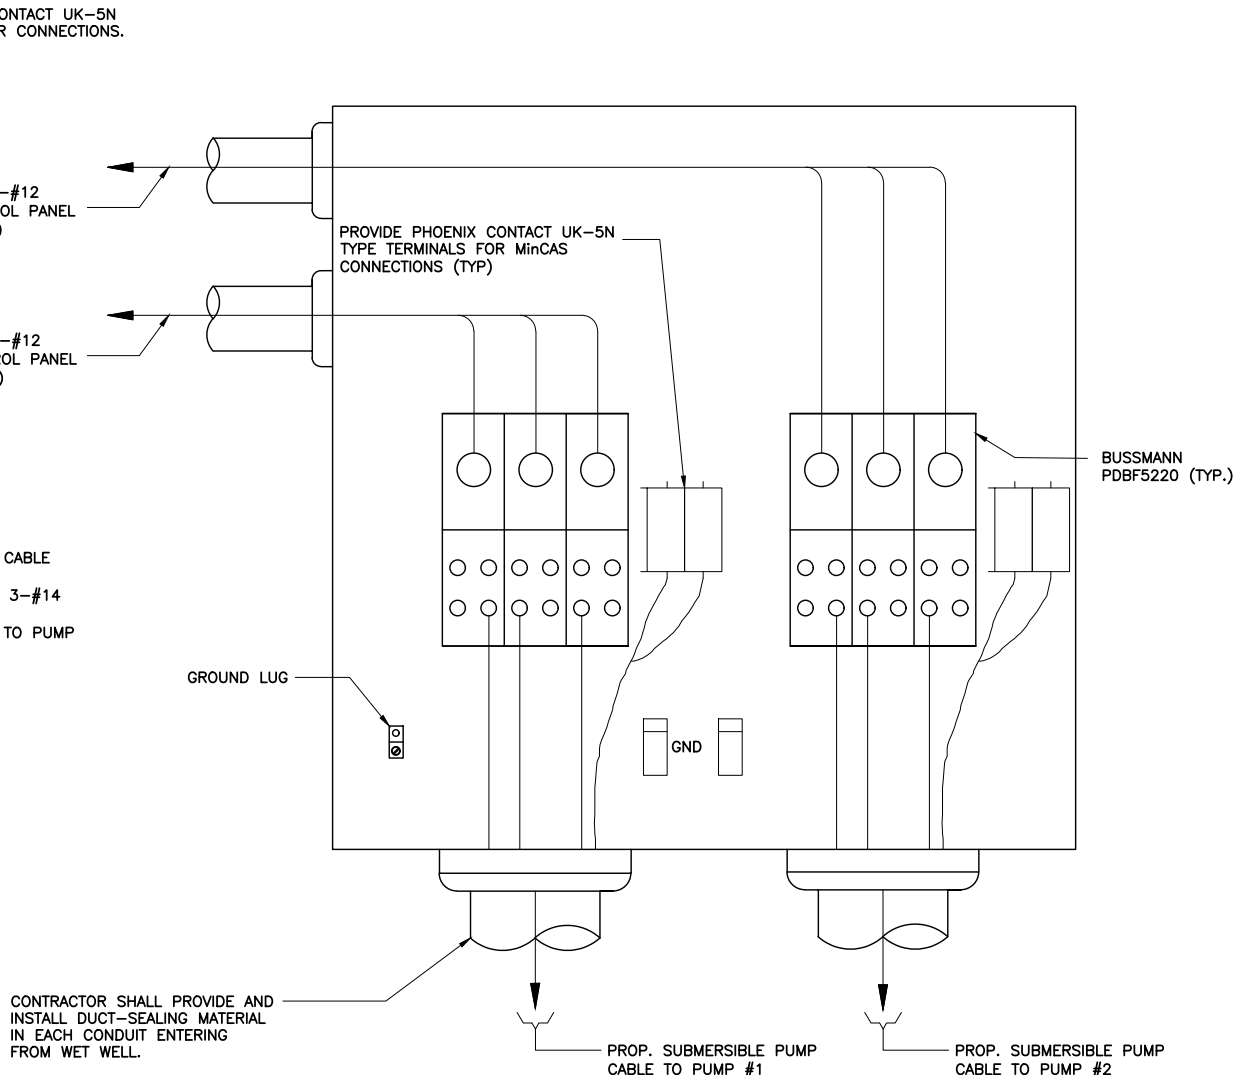 ONTACT UK-5N
R CONNECTIONS.
-#12
OL PANEL
)
PROVIDE PHOENIX CONTACT UK-5N
TYPE TERMINALS FOR MinCAS
CONNECTIONS (TYP)
-#12
ROL PANEL
)
BUSSMANN
PDBF5220 (TYP.)
CABLE
3-#14
TO PUMP
GROUND LUG
GND
CONTRACTOR SHALL PROVIDE AND
INSTALL DUCT-SEALING MATERIAL
IN EACH CONDUIT ENTERING
FROM WET WELL.
PROP. SUBMERSIBLE PUMP
CABLE TO PUMP #1
PROP. SUBMERSIBLE PUMP
CABLE TO PUMP #2